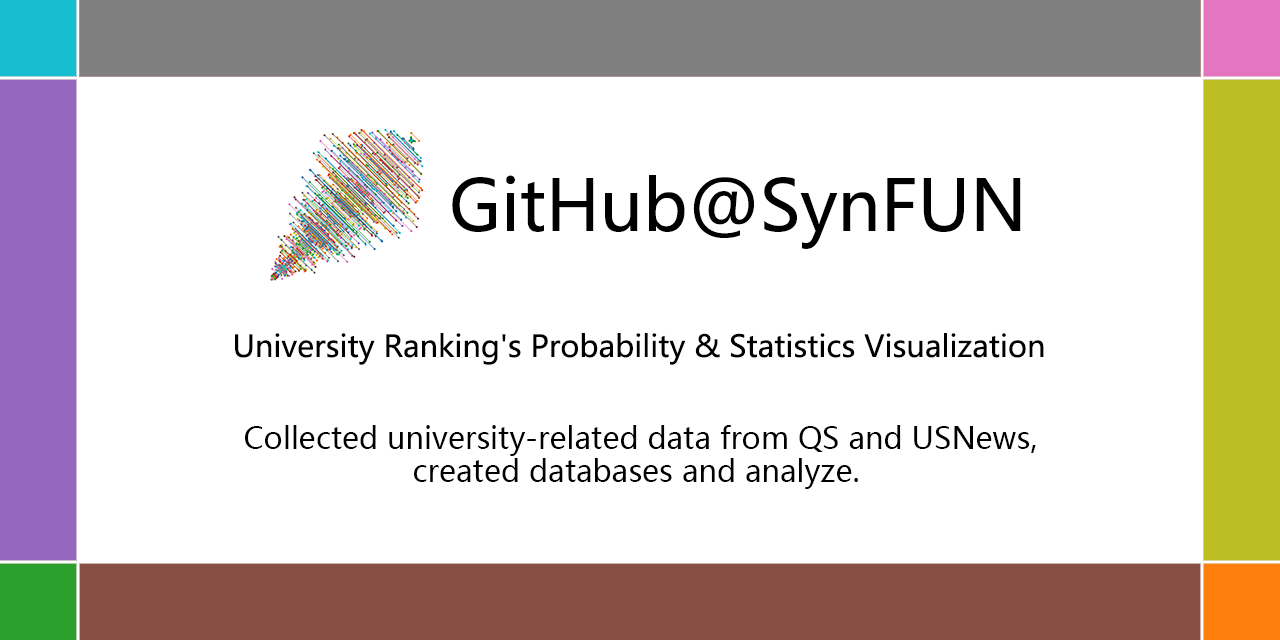 GitHub@SynFUN
University Ranking's Probability & Statistics Visualization
Collected university-related data from QS and USNews,
created databases and analyze.